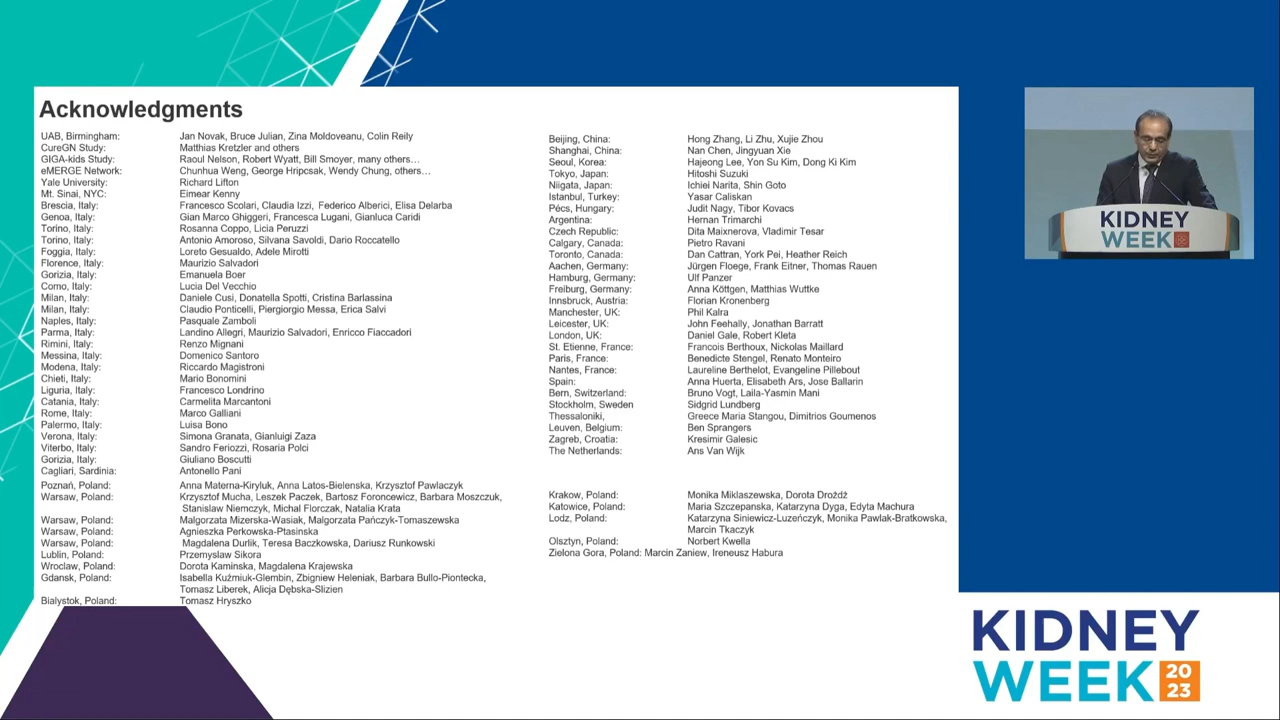 Acknowledgments
UAB, Birmingham: Jan Novak, Bruce Julian, Zina Moldoveanu, Colin Reily
CureGN Study: Matthias Kretzler and others
GIGA-kids Study: Raoul Nelson, Robert Wyatt, Bill Smoyer, many others…
eMERGE Network: Chunhua Weng, George Hripcsak, Wendy Chung, others…
Yale University: Richard Lifton
Mt. Sinai, NYC: Eimear Kenny
Brescia, Italy: Francesco Scolari, Claudia Izzi, Federico Alberici, Elisa Delarba
Genoa, Italy: Gian Marco Ghiggeri, Francesca Lugani, Gianluca Caridi
Torino, Italy: Rosanna Coppo, Licia Peruzzi
Torino, Italy: Antonio Amoroso, Silvana Savoldi, Dario Roccatello
Foggia, Italy: Loreto Gesualdo, Adele Mirotti
Florence, Italy: Maurizio Salvadori
Gorizia, Italy: Emanuela Boer
Como, Italy: Lucia Del Vecchio
Milan, Italy: Daniele Cusi, Donatella Spotti, Cristina Barlassina
Milan, Italy: Claudio Ponticelli, Piergiorgio Messa, Erica Salvi
Naples, Italy: Pasquale Zamboli
Parma, Italy: Landino Allegri, Maurizio Salvadori, Enricco Fiaccadori
Rimini, Italy: Renzo Mignani
Messina, Italy: Domenico Santoro
Modena, Italy: Riccardo Magistroni
Chieti, Italy: Mario Bonomini
Liguria, Italy: Francesco Londrino
Catania, Italy: Carmelita Marcantoni
Rome, Italy: Marco Galliani
Palermo, Italy: Luisa Bono
Verona, Italy: Simona Granata, Gianluigi Zaza
Viterbo, Italy: Sandro Feriozzi, Rosaria Polci
Gorizia, Italy: Giuliano Boscutti
Cagliari, Sardinia: Antonello Pani
Poznań, Poland: Anna Materna-Kiryluk, Anna Latos-Bielenska, Krzysztof Pawlaczyk
Warsaw, Poland: Krzysztof Mucha, Leszek Paczek, Bartosz Foroncewicz, Barbara Moszczuk,
Stanislaw Niemczyk, Michał Florczak, Natalia Krata
Warsaw, Poland: Malgorzata Mizerska-Wasiak, Malgorzata Pańczyk-Tomaszewska
Warsaw, Poland: Agnieszka Perkowska-Ptasinska
Warsaw, Poland: Magdalena Durlik, Teresa Baczkowska, Dariusz Runkowski
Lublin, Poland: Przemyslaw Sikora
Wroclaw, Poland: Dorota Kaminska, Magdalena Krajewska
Gdansk, Poland: Isabella Kuźmiuk-Glembin, Zbigniew Heleniak, Barbara Bullo-Piontecka,
Tomasz Liberek, Alicja Dębska-Slizien
Bialystok, Poland: Tomasz Hryszko
Beijing, China: Hong Zhang, Li Zhu, Xujie Zhou
Shanghai, China: Nan Chen, Jingyuan Xie
Seoul, Korea: Hajeong Lee, Yon Su Kim, Dong Ki Kim
Tokyo, Japan: Hitoshi Suzuki
Niigata, Japan: Ichiei Narita, Shin Goto
Istanbul, Turkey: Yasar Caliskan
Pécs, Hungary: Judit Nagy, Tibor Kovacs
Argentina: Hernan Trimarchi
Czech Republic: Dita Maixnerova, Vladimir Tesar
Calgary, Canada: Pietro Ravani
Toronto, Canada: Dan Cattran, York Pei, Heather Reich
Aachen, Germany: Jürgen Floege, Frank Eitner, Thomas Rauen
Hamburg, Germany: Ulf Panzer
Freiburg, Germany: Anna Köttgen, Matthias Wuttke
Innsbruck, Austria: Florian Kronenberg
Manchester, UK: Phil Kalra
Leicester, UK: John Feehally, Jonathan Barratt
London, UK: Daniel Gale, Robert Kleta
St. Etienne, France: Francois Berthoux, Nickolas Maillard
Paris, France: Benedicte Stengel, Renato Monteiro
Nantes, France: Laureline Berthelot, Evangeline Pillebout
Spain: Anna Huerta, Elisabeth Ars, Jose Ballarin
Bern, Switzerland: Bruno Vogt, Laila-Yasmin Mani
Stockholm, Sweden Sidgrid Lundberg
Thessaloniki, Greece Maria Stangou, Dimitrios Goumenos
Leuven, Belgium: Ben Sprangers
Zagreb, Croatia: Kresimir Galesic
The Netherlands: Ans Van Wijk
Krakow, Poland: Monika Miklaszewska, Dorota Drożdż
Katowice, Poland: Maria Szczepanska, Katarzyna Dyga, Edyta Machura
Lodz, Poland: Katarzyna Siniewicz-Luzeńczyk, Monika Pawlak-Bratkowska,
Marcin Tkaczyk
Olsztyn, Poland: Norbert Kwella
Zielona Gora, Poland: Marcin Zaniew, Ireneusz Habura
KIDNEY
WEEK
KIDNEY
WEEK 20
23